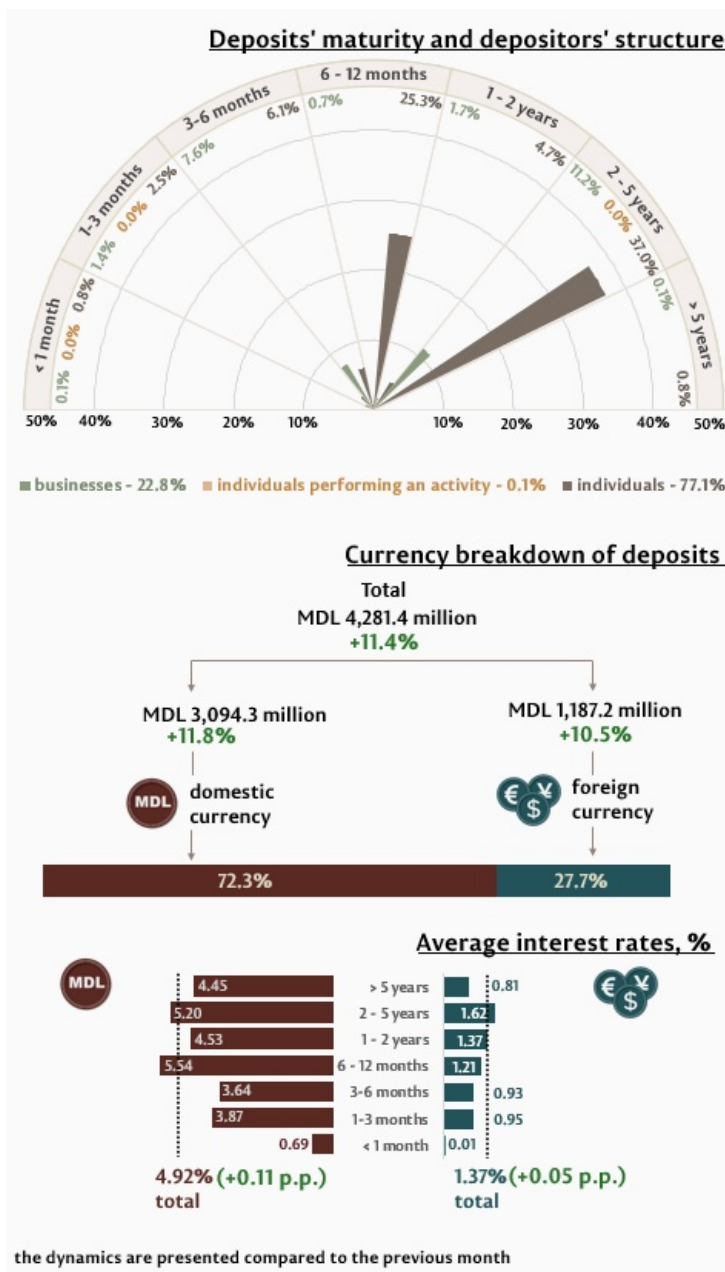 Deposits' maturity and depositors' structure
< 1 month
1-3 months
3-6 months
6 - 12 months
1 - 2 years
2 - 5 years
> 5 years
0.1% 0.0% 0.8%
1.4% 0.0% 2.5%
7.6% 6.1%
0.7% 25.3%
1.7% 4.7%
11.2% 0.0% 37.0%
0.1% 0.8%
50% 40% 30% 20% 10% 10% 20% 30% 40% 50%
businesses - 22.8% individuals performing an activity - 0.1% individuals - 77.1%
Currency breakdown of deposits
Total
MDL 4,281.4 million
+11.4%
MDL 3,094.3 million
+11.8%
MDL
domestic
currency
MDL 1,187.2 million
+10.5%
€ ¥ $
foreign
currency
72.3% 27.7%
Average interest rates, %
MDL
€ ¥ $
4.45 > 5 years 0.81
5.20 2 - 5 years 1.62
4.53 1 - 2 years 1.37
5.54 6 - 12 months 1.21
3.64 3-6 months 0.93
3.87 1-3 months 0.95
0.69 < 1 month 0.01
4.92% (+0.11 p.p.)
total
1.37% (+0.05 p.p.)
total
the dynamics are presented compared to the previous month